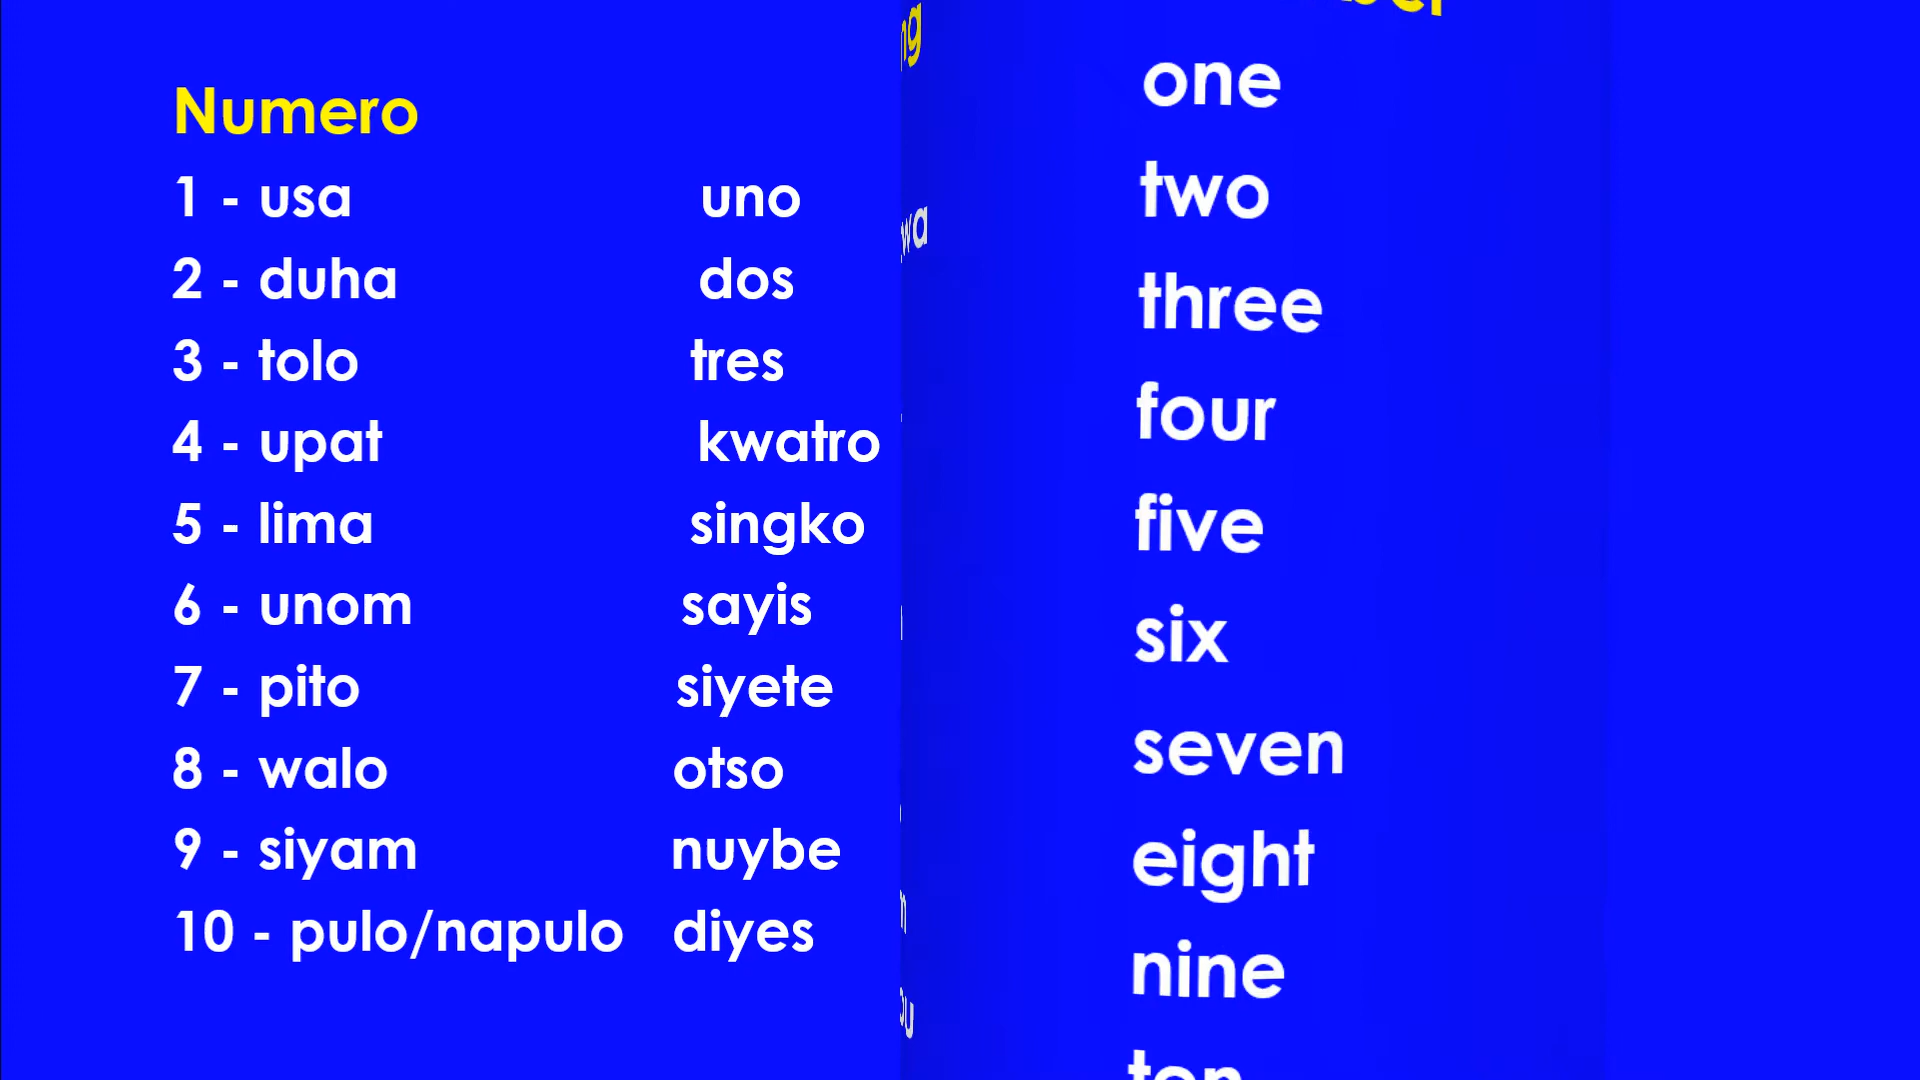 Numero
1 - usa uno
2 - duha dos
3 - tolo tres
4 - upat kwatro
5 - lima singko
6 - unom sayis
7 - pito siyete
8 - walo otso
9 - siyam nuybe
10 - pulo/napulo diyes
one
two
three
four
five
six
seven
eight
nine
ten